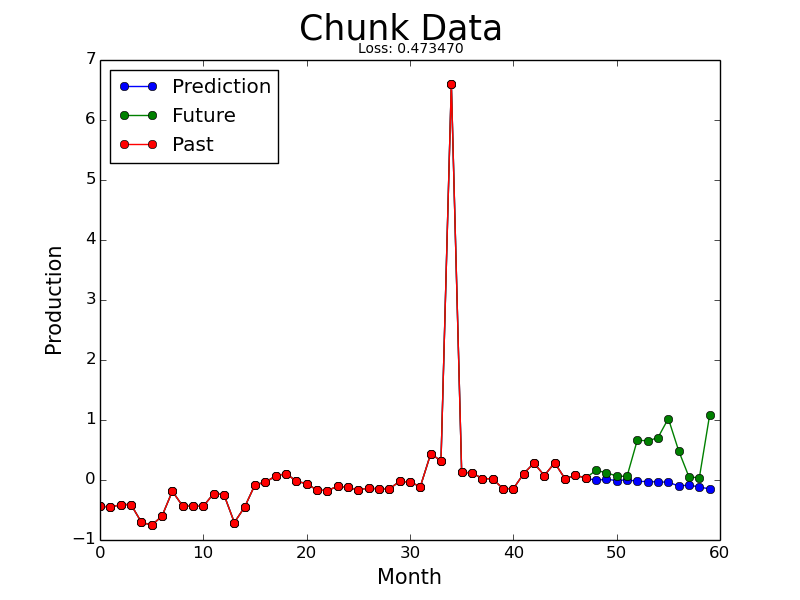 Chunk Data
Loss: 0.473470
7
6
5
4
3
2
1
0
−1
Production
Prediction
Future
Past
0 10 20 30 40 50 60
Month